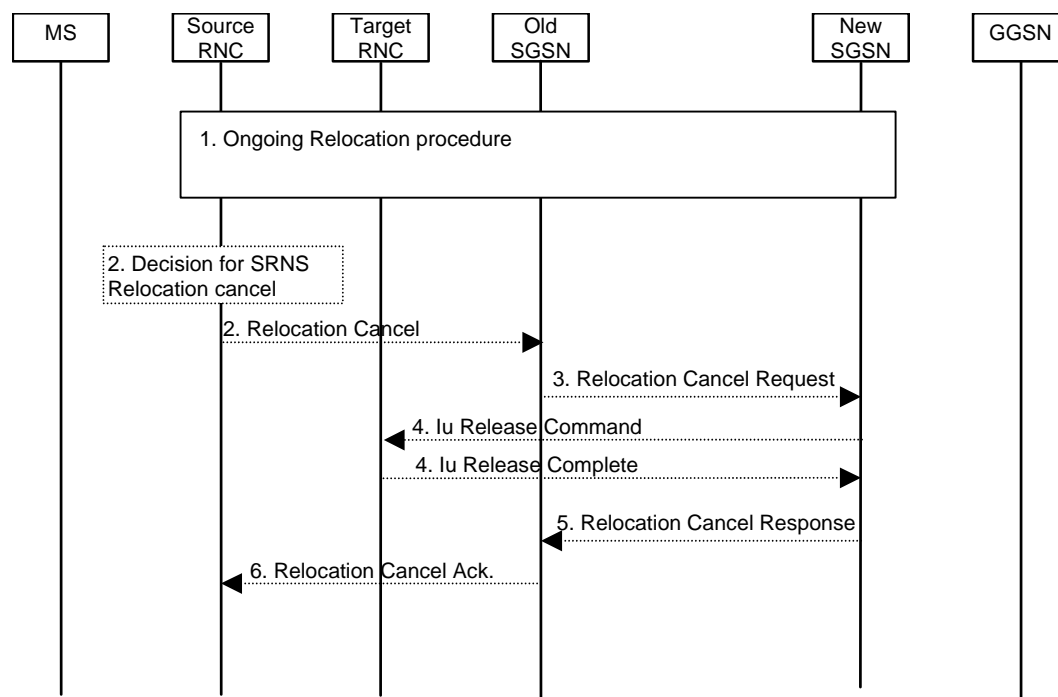 MS
Source
RNC
Target
RNC
Old
SGSN
New
SGSN
GGSN
1. Ongoing Relocation procedure
2. Decision for SRNS
Relocation cancel
2. Relocation Cancel
3. Relocation Cancel Request
4. Iu Release Command
4. Iu Release Complete
5. Relocation Cancel Response
6. Relocation Cancel Ack.